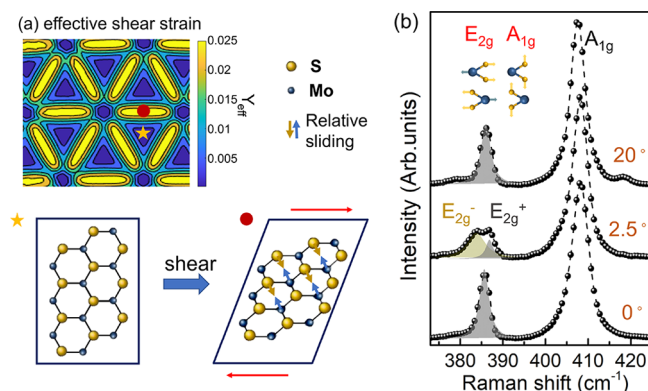 (a) effective shear strain
0.025
0.02
0.015
0.01
0.005
γeff
S
Mo
Relative
sliding
shear
(b)
E2g A1g
A1g
20°
E2g- E2g+
2.5°
0°
Intensity (Arb.units)
390 400 410 420
Raman shift (cm-1)